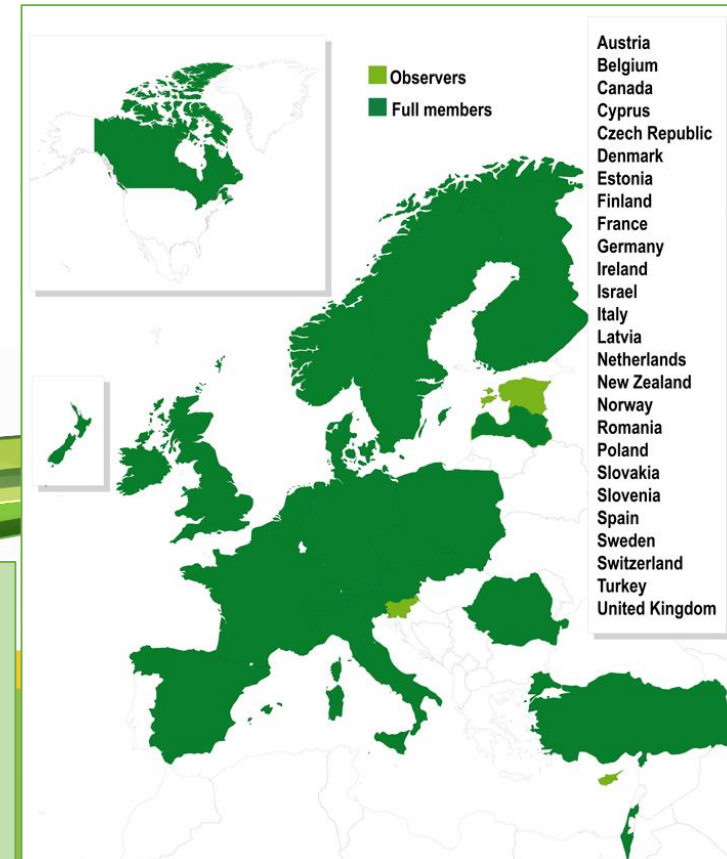 Observers
Full members
Austria
Belgium
Canada
Cyprus
Czech Republic
Denmark
Estonia
Finland
France
Germany
Ireland
Israel
Italy
Latvia
Netherlands
New Zealand
Norway
Romania
Poland
Slovakia
Slovenia
Spain
Sweden
Switzerland
Turkey
United Kingdom